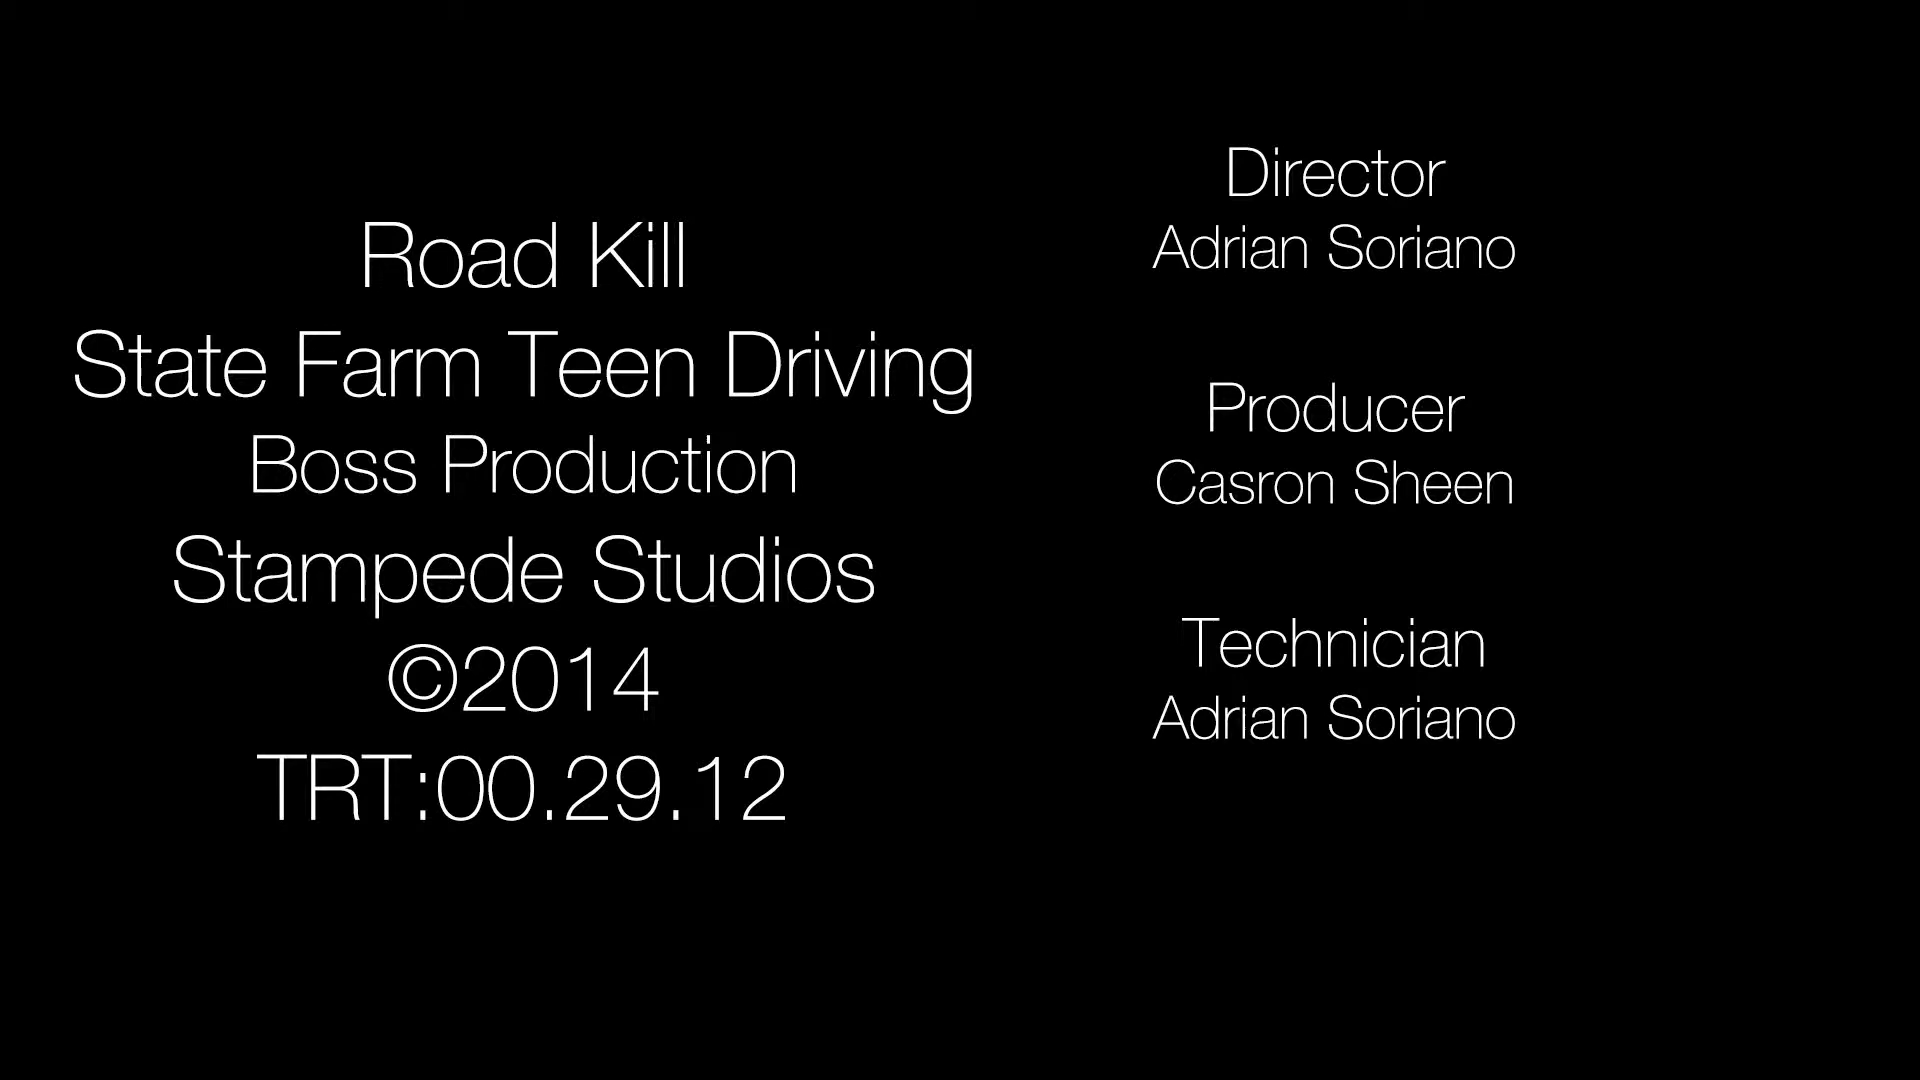 Road Kill
State Farm Teen Driving
Boss Production
Stampede Studios
©2014
TRT:00.29.12
Director
Adrian Soriano
Producer
Casron Sheen
Technician
Adrian Soriano